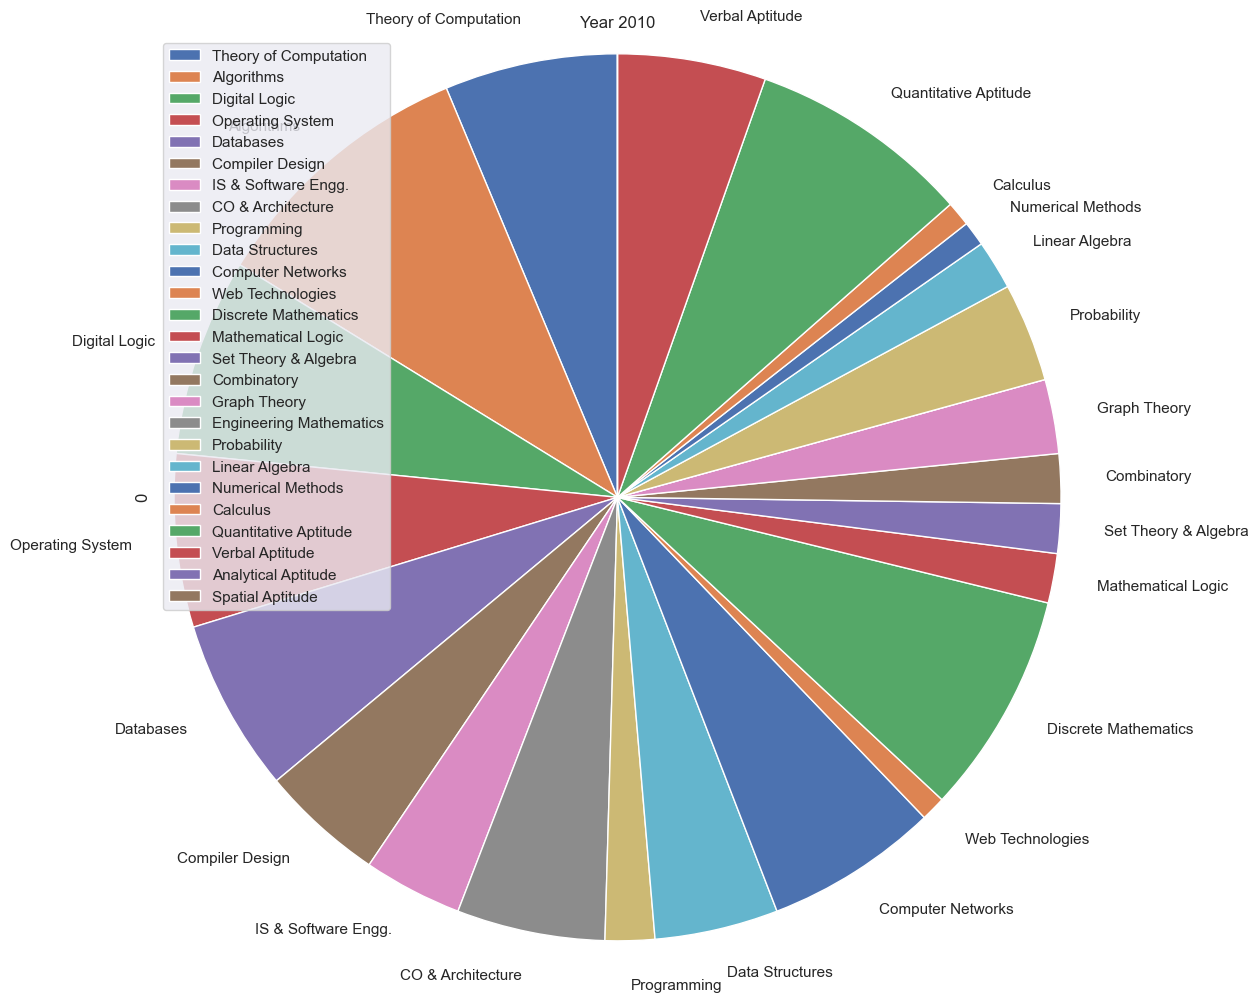 Year 2010
Theory of Computation
Verbal Aptitude
Quantitative Aptitude
Calculus
Numerical Methods
Linear Algebra
Probability
Graph Theory
Combinatory
Set Theory & Algebra
Mathematical Logic
Discrete Mathematics
Web Technologies
Computer Networks
Data Structures
Programming
CO & Architecture
IS & Software Engg.
Compiler Design
Databases
Operating System
0
Digital Logic
Algorithms
Theory of Computation
Algorithms
Digital Logic
Operating System
Databases
Compiler Design
IS & Software Engg.
CO & Architecture
Programming
Data Structures
Computer Networks
Web Technologies
Discrete Mathematics
Mathematical Logic
Set Theory & Algebra
Combinatory
Graph Theory
Engineering Mathematics
Probability
Linear Algebra
Numerical Methods
Calculus
Quantitative Aptitude
Verbal Aptitude
Analytical Aptitude
Spatial Aptitude